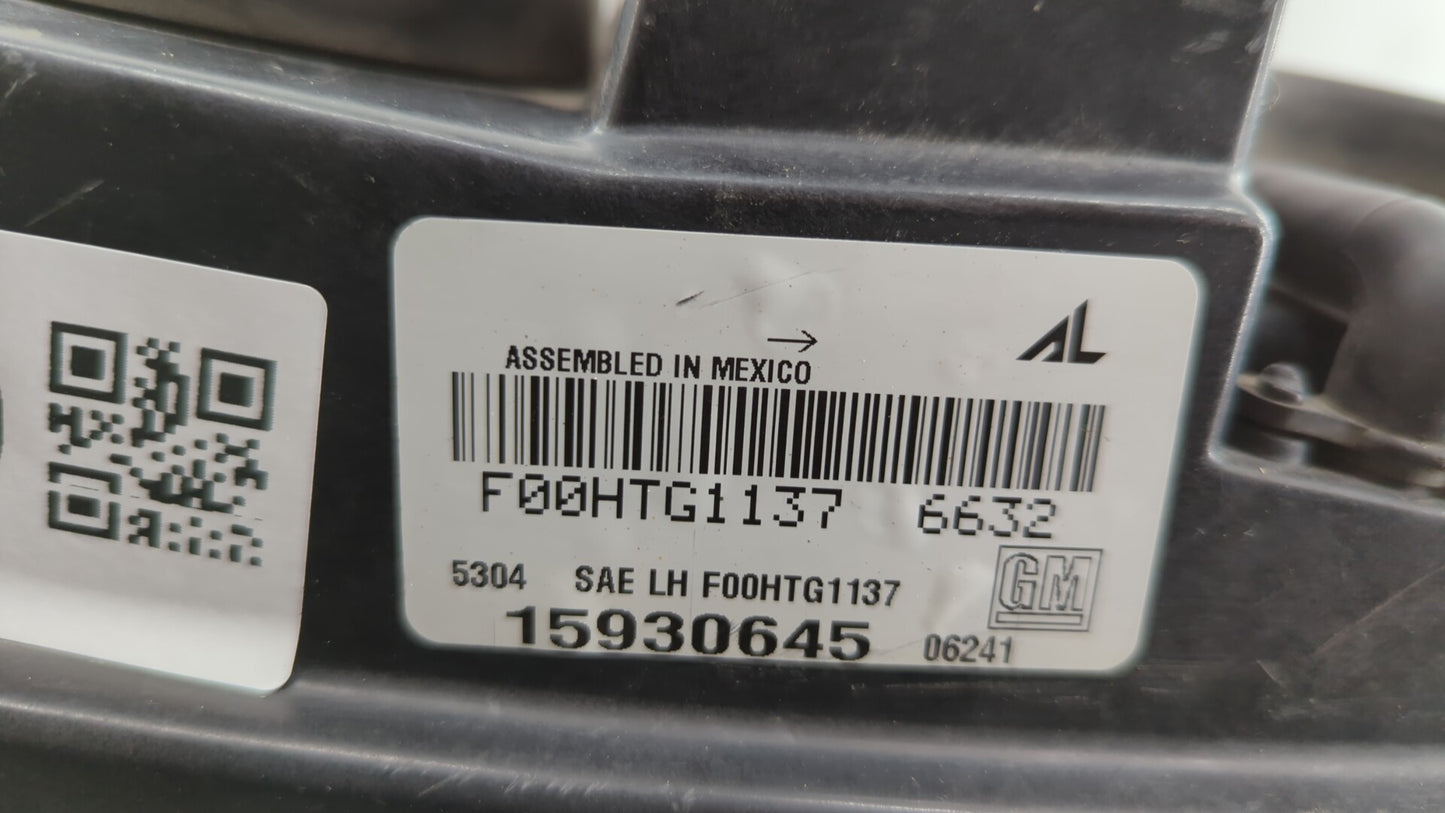 AL
→
ASSEMBLED IN MEXICO
F00HTG1137 6632
5304 SAE LH F00HTG1137
GM
15930645 06241